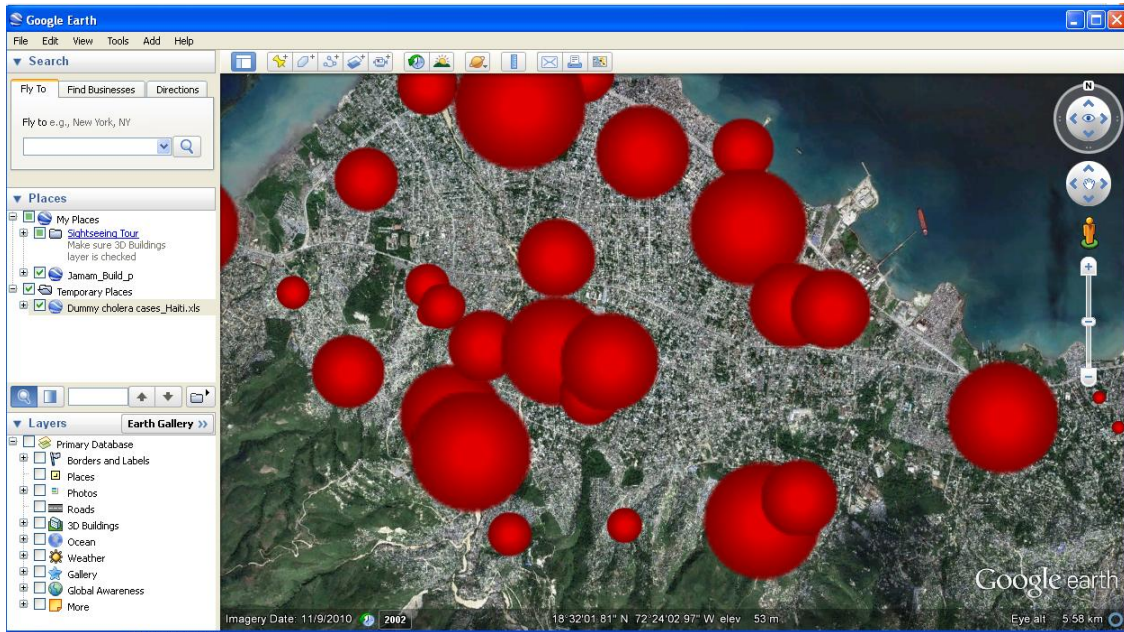 Google Earth
File Edit View Tools Add Help
Search
Fly To Find Businesses Directions
Fly to e.g., New York, NY
Places
My Places
Sightseeing Tour
Make sure 3D Buildings
layer is checked
Jamam_Build_p
Temporary Places
Dummy cholera cases_Haiti.xls
Layers
Earth Gallery >>
Primary Database
Borders and Labels
Places
Photos
Roads
3D Buildings
Ocean
Weather
Gallery
Global Awareness
More
N
Google earth
Imagery Date: 11/9/2010 2002 18°32'01.81" N 72°24'02.97" W elev 53 m Eye alt 5.58 km